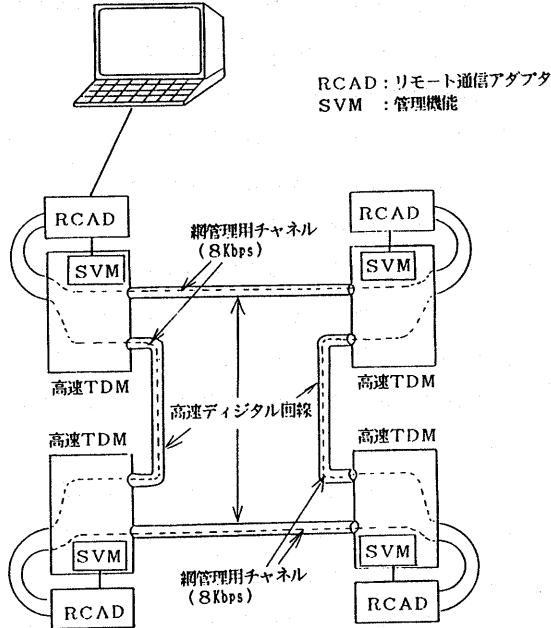 RCAD：リモート通信アダプタ
SVM ：管理機能
RCAD
RCAD
網管理用チャネル
(8Kbps)
SVM
SVM
高速TDM
高速TDM
高速ディジタル回線
高速TDM
高速TDM
SVM
SVM
網管理用チャネル
(8Kbps)
RCAD
RCAD